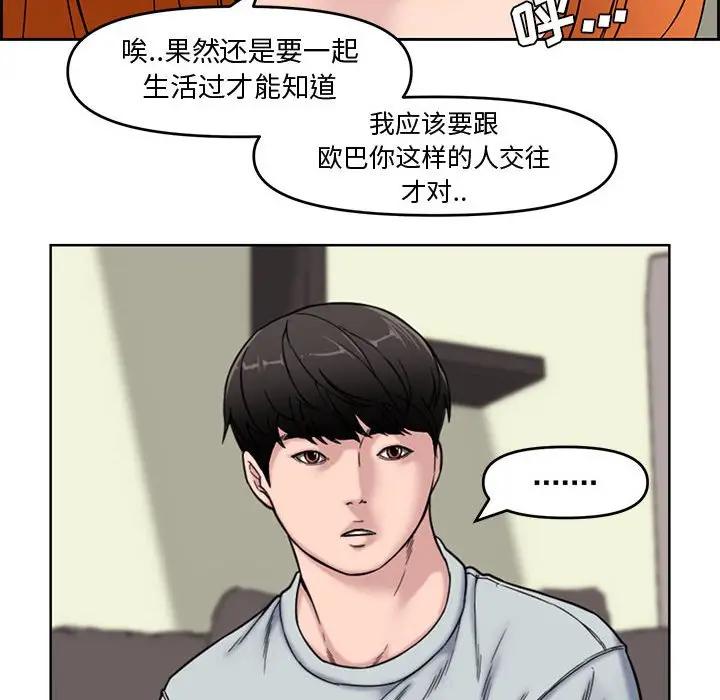 呼...
唉..果然还是要一起
生活过才能知道
我应该要跟
欧巴你这样的人交往
才对..
.......